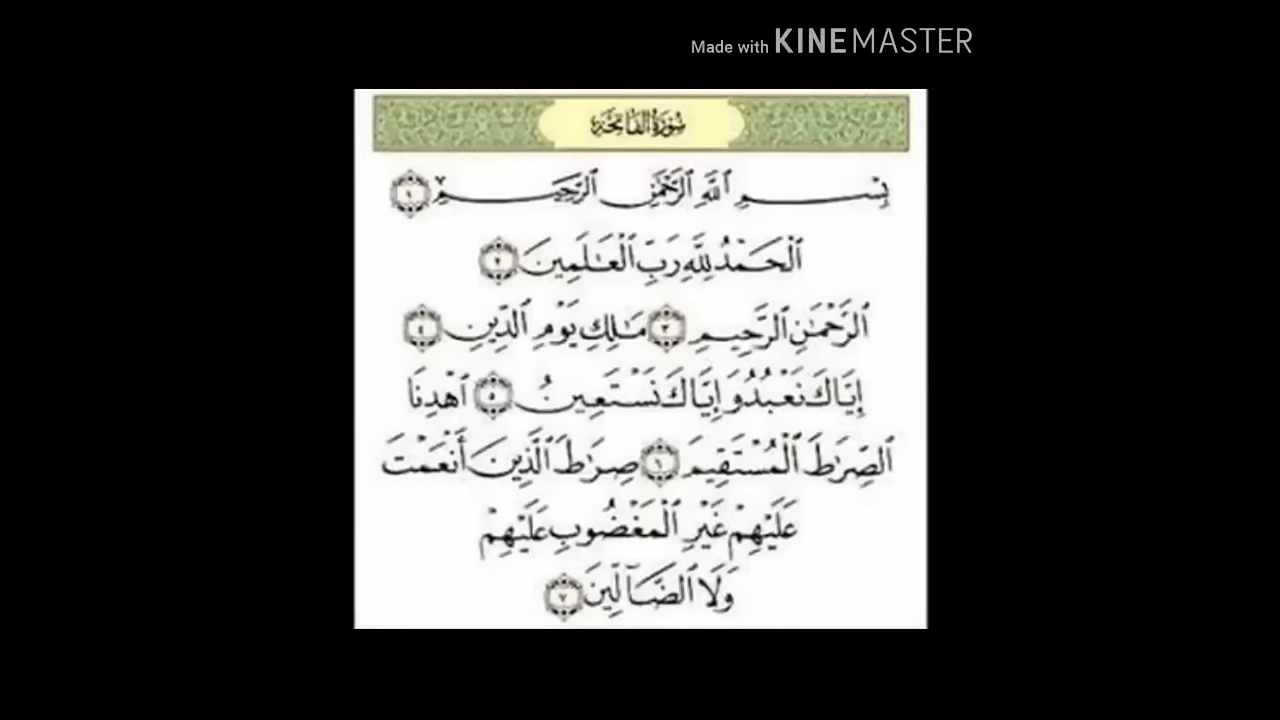 Made with KINEMASTER
سُورَةُ الفَاتِحَةِ
بِسْمِ ٱللَّهِ ٱلرَّحْمَٰنِ ٱلرَّحِيمِ ١
ٱلْحَمْدُ لِلَّهِ رَبِّ ٱلْعَٰلَمِينَ ٢
ٱلرَّحْمَٰنِ ٱلرَّحِيمِ ٣ مَٰلِكِ يَوْمِ ٱلدِّينِ ٤
إِيَّاكَ نَعْبُدُ وَإِيَّاكَ نَسْتَعِينُ ٥ ٱهْدِنَا
ٱلصِّرَٰطَ ٱلْمُسْتَقِيمَ ٦ صِرَٰطَ ٱلَّذِينَ أَنْعَمْتَ
عَلَيْهِمْ غَيْرِ ٱلْمَغْضُوبِ عَلَيْهِمْ
وَلَا ٱلضَّآلِّينَ ٧